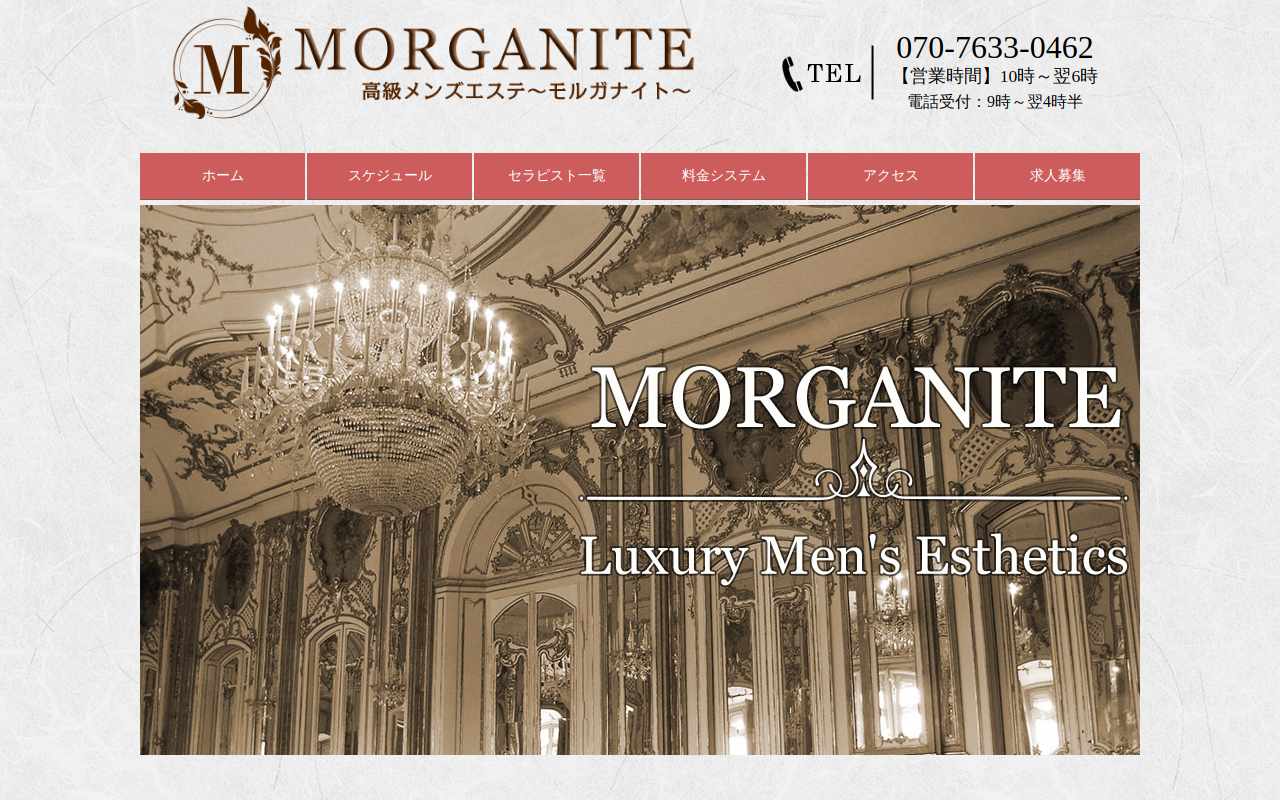 M
MORGANITE
高級メンズエステ～モルガナイト～
TEL
070-7633-0462
【営業時間】10時～翌6時
電話受付：9時～翌4時半
ホーム
スケジュール
セラピスト一覧
料金システム
アクセス
求人募集
MORGANITE
Luxury Men's Esthetics